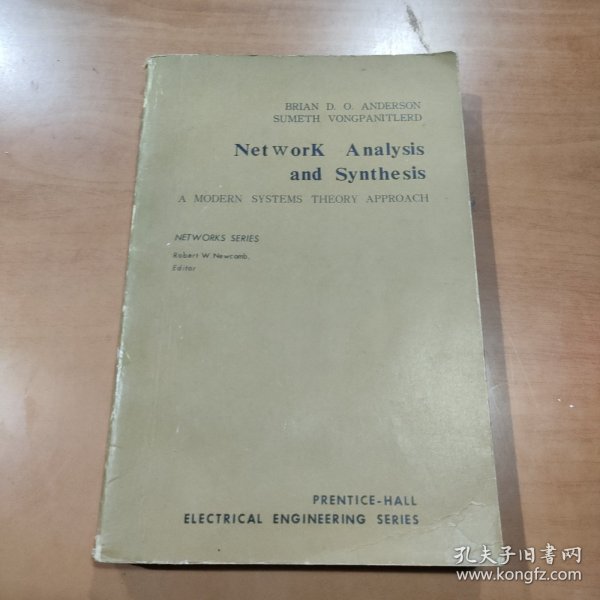 BRIAN D. O. ANDERSON
SUMETH VONGPANITLERD
NetworK Analysis
and Synthesis
A MODERN SYSTEMS THEORY APPROACH
NETWORKS SERIES
Robert W. Newcomb,
Editor
PRENTICE-HALL
ELECTRICAL ENGINEERING SERIES
孔夫子旧书网
www.kongfz.com